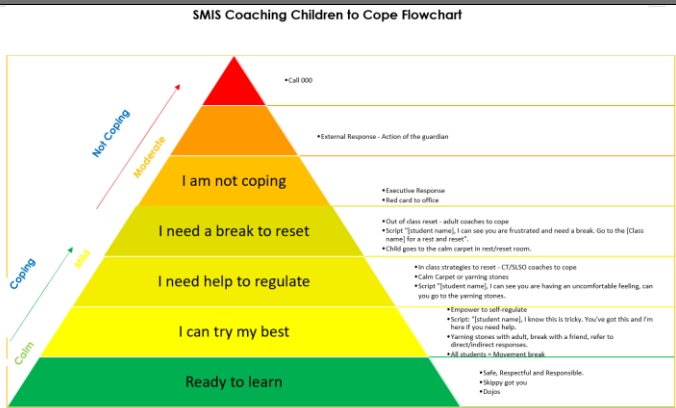 SMIS Coaching Children to Cope Flowchart
•Call 000
Not Coping
Moderate
•External Response - Action of the guardian
I am not coping
•Executive Response
•Red card to office
I need a break to reset
•Out of class reset - adult coaches to cope
•Script "[student name], I can see you are frustrated and need a break. Go to the [Class
name] for a rest and reset".
•Child goes to the calm carpet in rest/reset room.
Coping
Mild
I need help to regulate
•In class strategies to reset - CT/SLSO coaches to cope
•Calm Carpet or yarning stones
•Script "[student name], I can see you are having an uncomfortable feeling, can
you go to the yarning stones.
I can try my best
•Empower to self-regulate
•Script: "[student name], I know this is tricky. You've got this and I'm
here if you need help.
•Yarning stones with adult, break with a friend, refer to
direct/indirect responses.
•All students = Movement break
Calm
Ready to learn
•Safe, Respectful and Responsible.
•Skippy got you
•Dojos